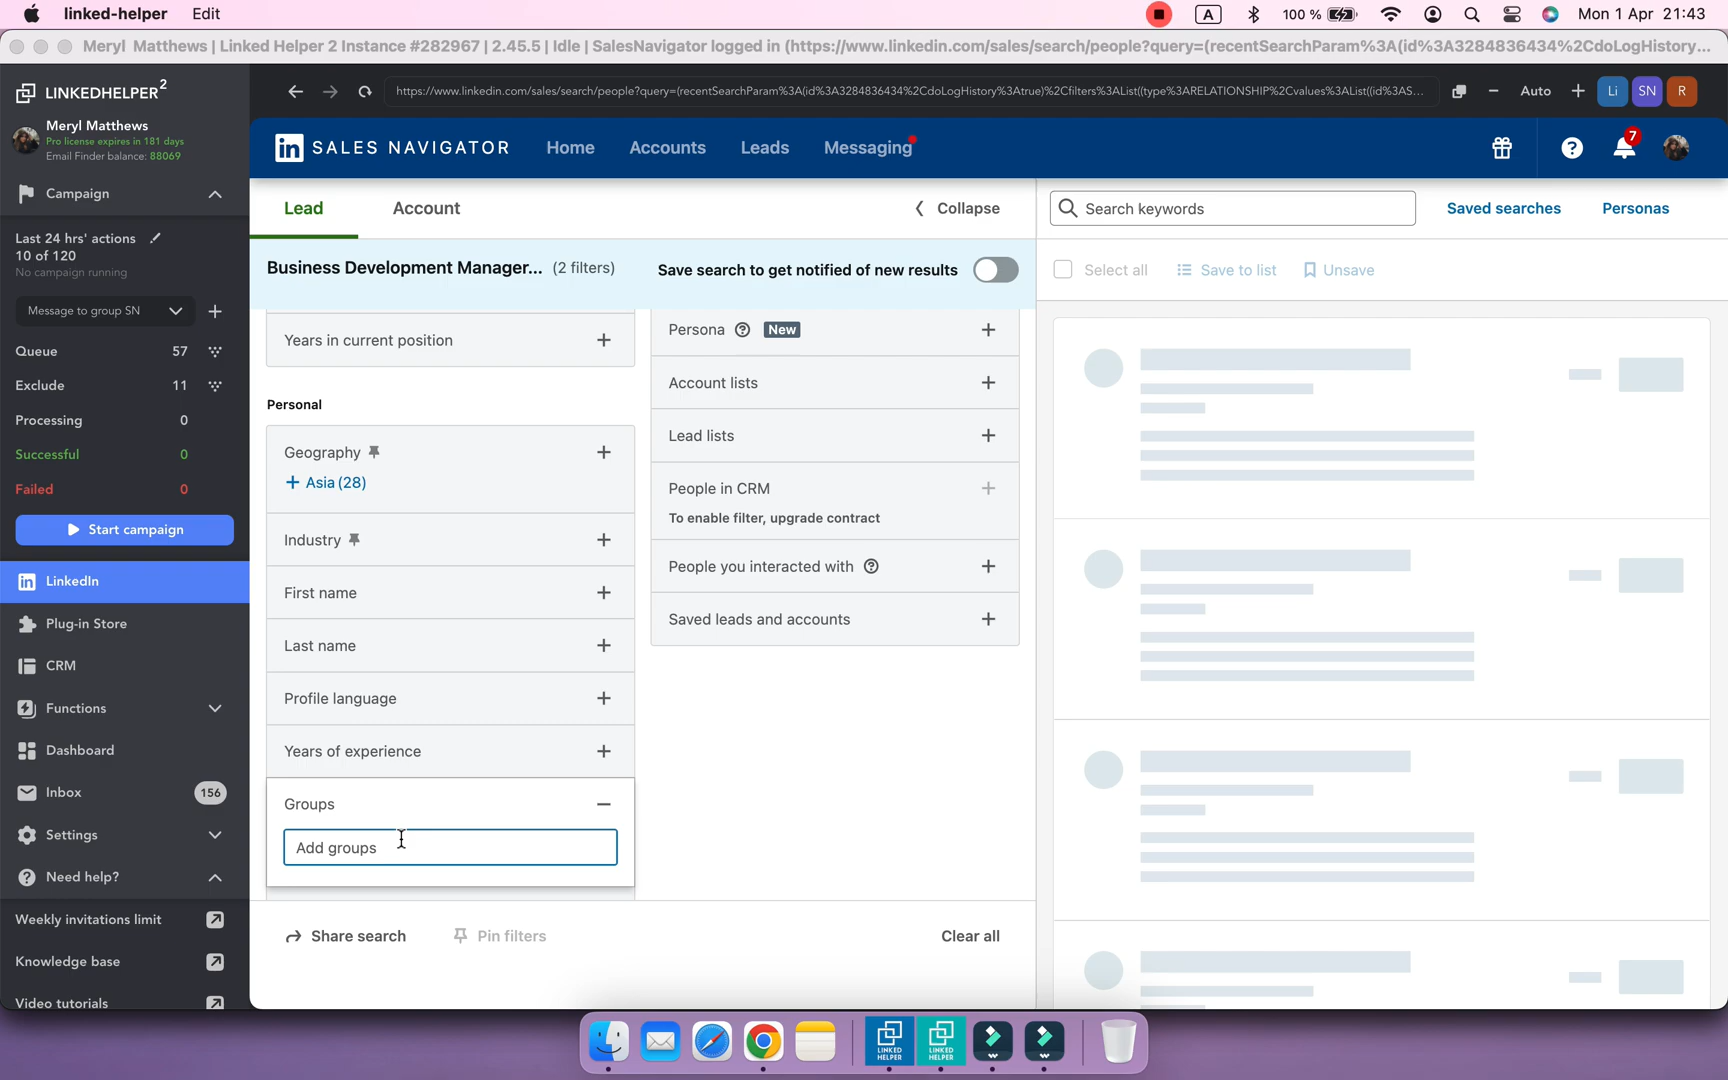 linked-helper Edit A 100 % Mon 1 Apr 21:43
Meryl Matthews | Linked Helper 2 Instance #282967 | 2.45.5 | Idle | SalesNavigator logged in (https://www.linkedin.com/sales/search/people?query=(recentSearchParam%3A(id%3A3284836434%2CdoLogHistory...
LINKEDHELPER2
https://www.linkedin.com/sales/search/people?query=(recentSearchParam%3A(id%3A3284836434%2CdoLogHistory%3Atrue)%2Cfilters%3AList((type%3ARELATIONSHIP%2Cvalues%3AList((id%3AS... Auto Li SN R
Meryl Matthews
Pro license expires in 181 days
Email Finder balance: 88069
Campaign
Last 24 hrs' actions
10 of 120
No campaign running
Message to group SN
Queue 57
Exclude 11
Processing 0
Successful 0
Failed 0
Start campaign
LinkedIn
Plug-in Store
CRM
Functions
Dashboard
Inbox 156
Settings
Need help?
Weekly invitations limit
Knowledge base
Video tutorials
in SALES NAVIGATOR Home Accounts Leads Messaging ? 7
Lead Account Collapse
Business Development Manager... (2 filters) Save search to get notified of new results
Years in current position
Personal
Geography
Asia (28)
Industry
First name
Last name
Profile language
Years of experience
Groups
Add groups
Persona New
Account lists
Lead lists
People in CRM
To enable filter, upgrade contract
People you interacted with
Saved leads and accounts
Share search Pin filters Clear all
Search keywords Saved searches Personas
Select all Save to list Unsave
LINKED
HELPER
LINKED
HELPER